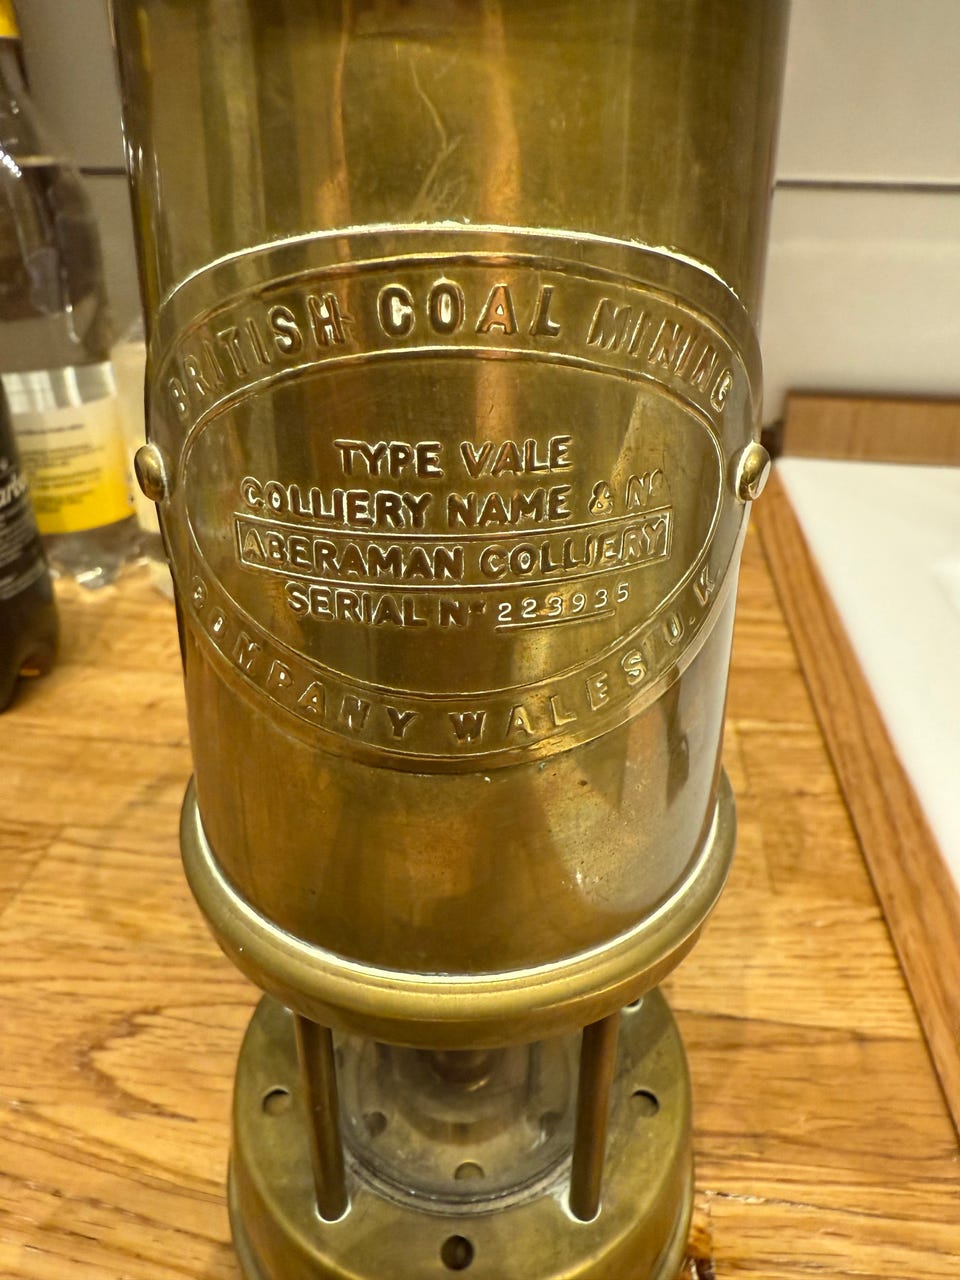 BRITISH COAL MINING
TYPE VALE
COLLIERY NAME & No
ABERAMAN COLLIERY
SERIAL No 223935
COMPANY WALES U.K